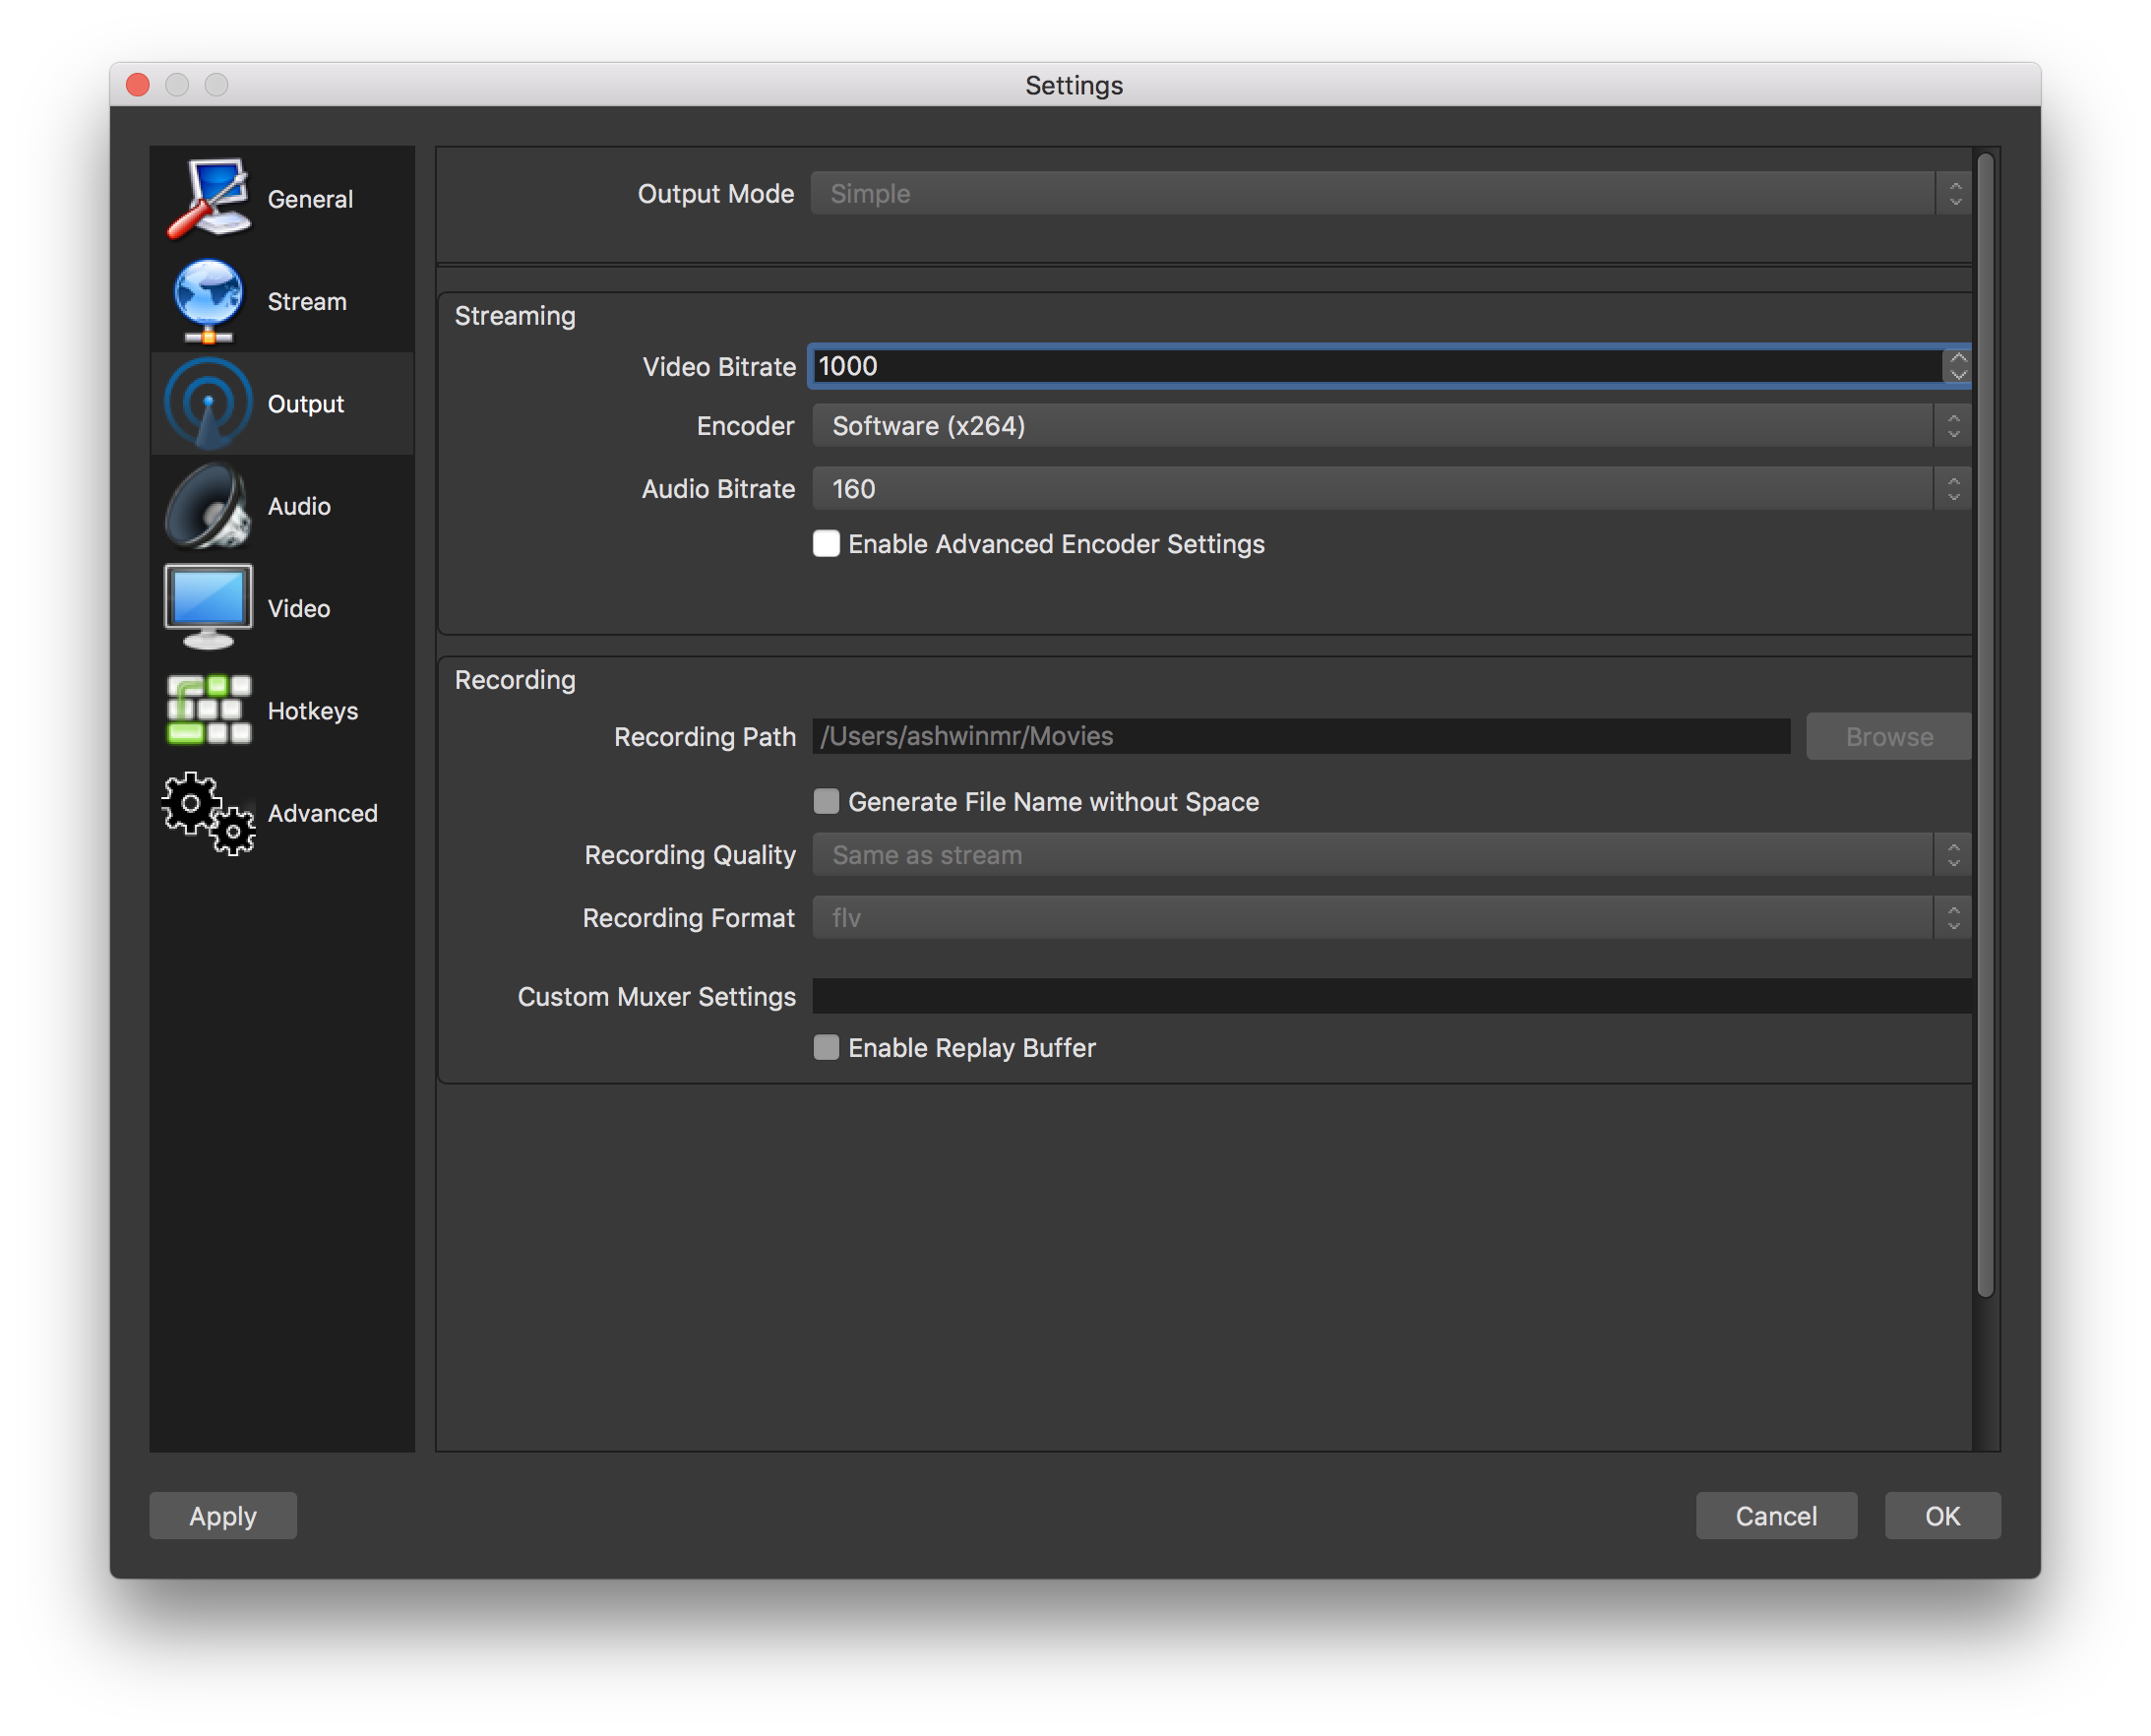 Settings
General
Stream
Output
Audio
Video
Hotkeys
Advanced
Output Mode Simple
Streaming
Video Bitrate 1000
Encoder Software (x264)
Audio Bitrate 160
Enable Advanced Encoder Settings
Recording
Recording Path /Users/ashwinmr/Movies Browse
Generate File Name without Space
Recording Quality Same as stream
Recording Format flv
Custom Muxer Settings
Enable Replay Buffer
Apply Cancel OK